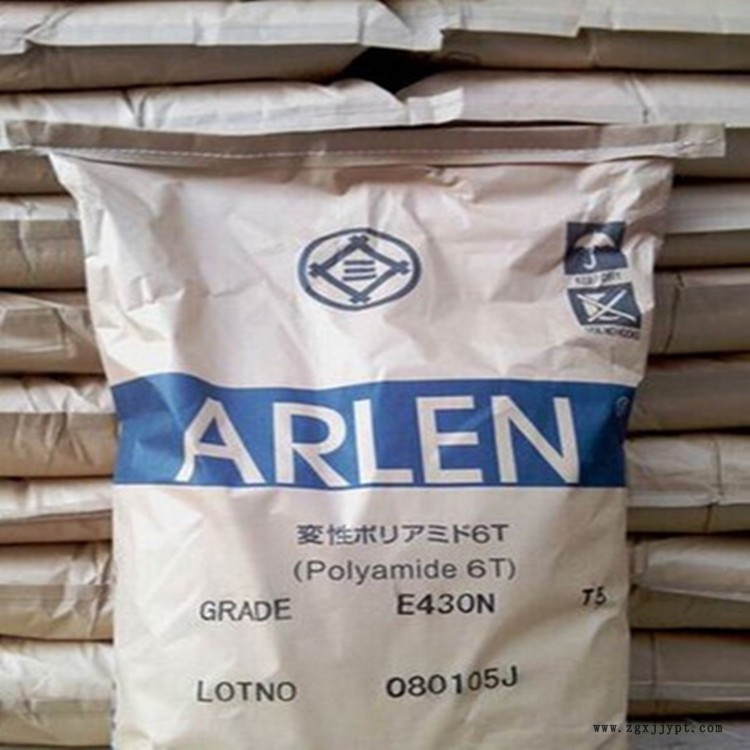 ARLEN
変性ポリアミド6T
(Polyamide 6T)
GRADE E430N T5
LOTNO 080105J
www.zgxjjypt.com